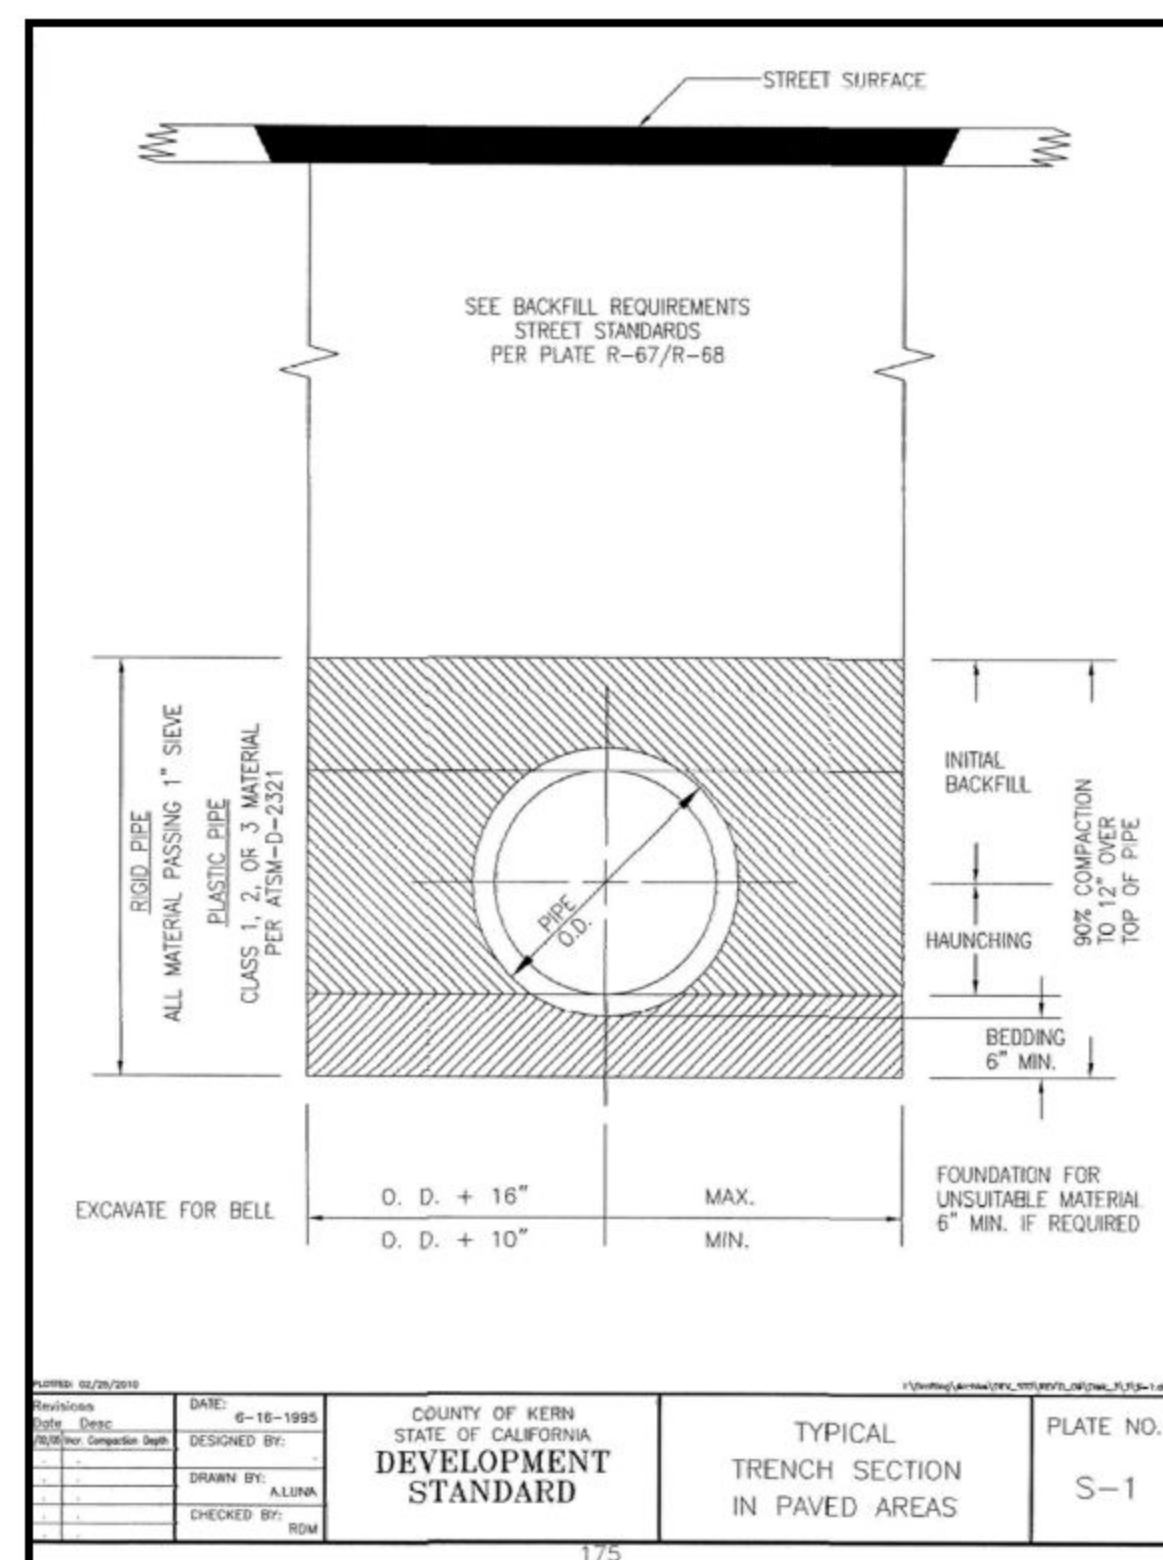 STREET SURFACE
SEE BACKFILL REQUIREMENTS
STREET STANDARDS
PER PLATE R-67/R-68
RIGID PIPE
ALL MATERIAL PASSING 1" SIEVE
PLASTIC PIPE
CLASS 1, 2, OR 3 MATERIAL
PER ATSM-D-2321
PIPE
O.D.
INITIAL
BACKFILL
HAUNCHING
90% COMPACTION
TO 12" OVER
TOP OF PIPE
BEDDING
6" MIN.
EXCAVATE FOR BELL
O. D. + 16" MAX.
O. D. + 10" MIN.
FOUNDATION FOR
UNSUITABLE MATERIAL
6" MIN. IF REQUIRED
PLOTTED: 02/25/2010
Revisions
Date Desc
Incr. Compaction Depth
DATE:
6-16-1995
DESIGNED BY:
DRAWN BY:
A.LUNA
CHECKED BY:
RDM
COUNTY OF KERN
STATE OF CALIFORNIA
DEVELOPMENT
STANDARD
TYPICAL
TRENCH SECTION
IN PAVED AREAS
PLATE NO.
S-1
175